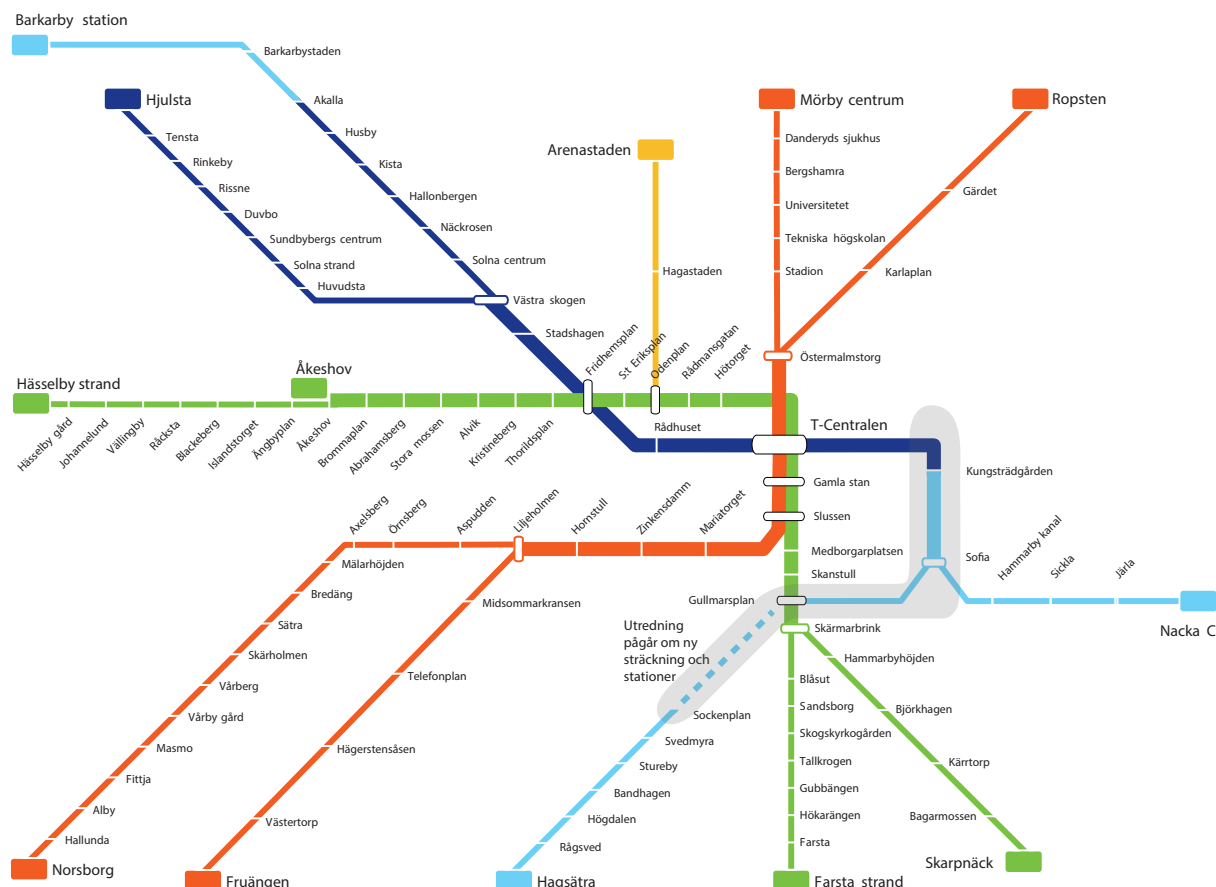 Barkarby station
Barkarbystaden
Hjulsta
Akalla
Mörby centrum
Ropsten
Tensta
Husby
Danderyds sjukhus
Arenastaden
Rinkeby
Kista
Bergshamra
Rissne
Hallonbergen
Gärdet
Universitetet
Duvbo
Näckrosen
Sundbybergs centrum
Tekniska högskolan
Solna strand
Solna centrum
Hagastaden
Stadion
Karlaplan
Huvudsta
Västra skogen
Stadshagen
Fridhemsplan
S:t Eriksplan
Odenplan
Rådmansgatan
Hötorget
Östermalmstorg
Åkeshov
Hässelby strand
Hässelby gård
Johannelund
Vällingby
Råcksta
Blackeberg
Islandstorget
Ängbyplan
Åkeshov
Brommaplan
Abrahamsberg
Stora mossen
Alvik
Kristineberg
Thorildsplan
Rådhuset
T-Centralen
Kungsträdgården
Gamla stan
Slussen
Axelsberg
Örnsberg
Aspudden
Liljeholmen
Hornstull
Zinkensdamm
Mariatorget
Medborgarplatsen
Sofia
Hammarby kanal
Sickla
Järla
Mälarhöjden
Skanstull
Bredäng
Midsommarkransen
Gullmarsplan
Sätra
Utredning
pågår om ny
sträckning och
stationer
Skärmarbrink
Nacka C
Skärholmen
Hammarbyhöjden
Telefonplan
Blåsut
Vårberg
Sandsborg
Björkhagen
Vårby gård
Sockenplan
Skogskyrkogården
Masmo
Hägerstensåsen
Svedmyra
Tallkrogen
Kärrtorp
Fittja
Stureby
Gubbängen
Bandhagen
Alby
Västertorp
Högdalen
Hökarängen
Bagarmossen
Hallunda
Rågsved
Farsta
Norsborg
Fruängen
Hagsätra
Farsta strand
Skarpnäck